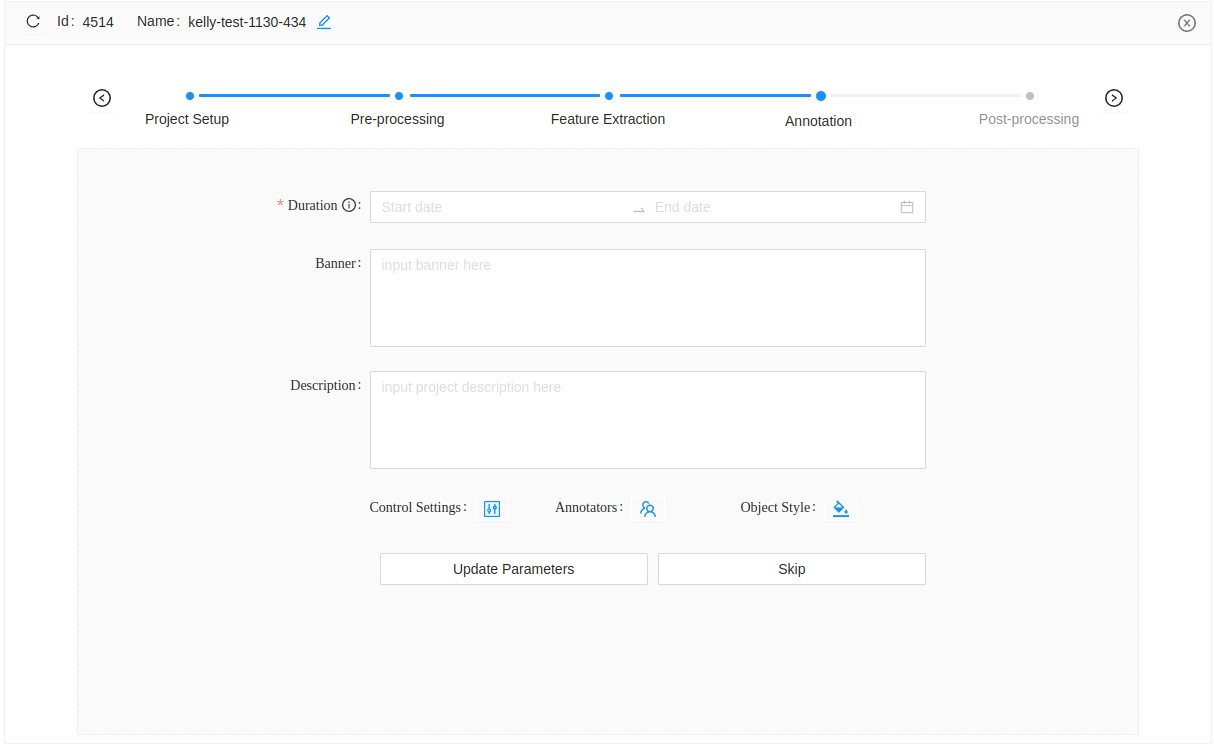 Id: 4514 Name: kelly-test-1130-434
Project Setup Pre-processing Feature Extraction Annotation Post-processing
* Duration : Start date End date
Banner: input banner here
Description: input project description here
Control Settings: Annotators: Object Style:
Update Parameters Skip